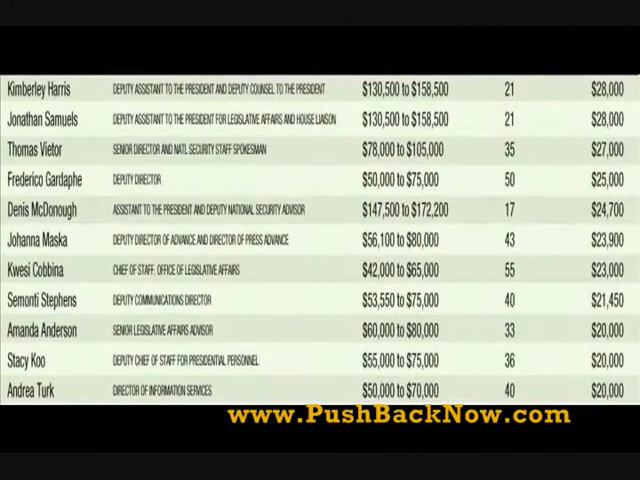 Kimberley Harris DEPUTY ASSISTANT TO THE PRESIDENT AND DEPUTY COUNSEL TO THE PRESIDENT $130,500 to $158,500 21 $28,000
Jonathan Samuels DEPUTY ASSISTANT TO THE PRESIDENT FOR LEGISLATIVE AFFAIRS AND HOUSE LIAISON $130,500 to $158,500 21 $28,000
Thomas Vietor SENIOR DIRECTOR AND NATL SECURITY STAFF SPOKESMAN $78,000 to $105,000 35 $27,000
Frederico Gardaphe DEPUTY DIRECTOR $50,000 to $75,000 50 $25,000
Denis McDonough ASSISTANT TO THE PRESIDENT AND DEPUTY NATIONAL SECURITY ADVISOR $147,500 to $172,200 17 $24,700
Johanna Maska DEPUTY DIRECTOR OF ADVANCE AND DIRECTOR OF PRESS ADVANCE $56,100 to $80,000 43 $23,900
Kwesi Cobbina CHIEF OF STAFF, OFFICE OF LEGISLATIVE AFFAIRS $42,000 to $65,000 55 $23,000
Semonti Stephens DEPUTY COMMUNICATIONS DIRECTOR $53,550 to $75,000 40 $21,450
Amanda Anderson SENIOR LEGISLATIVE AFFAIRS ADVISOR $60,000 to $80,000 33 $20,000
Stacy Koo DEPUTY CHIEF OF STAFF FOR PRESIDENTIAL PERSONNEL $55,000 to $75,000 36 $20,000
Andrea Turk DIRECTOR OF INFORMATION SERVICES $50,000 to $70,000 40 $20,000
www.PushBackNow.com